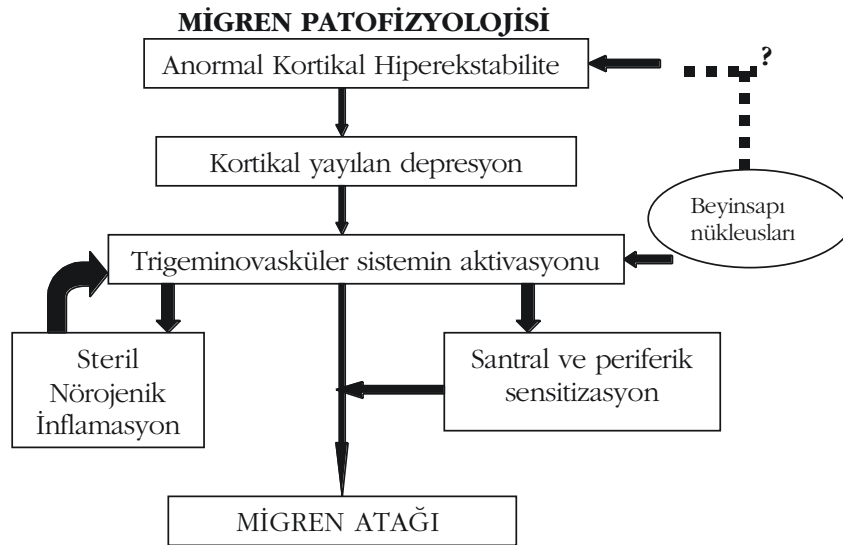 MİGREN PATOFİZYOLOJİSİ
Anormal Kortikal Hiperekstabilite
?
Kortikal yayılan depresyon
Beyinsapı
nükleusları
Trigeminovasküler sistemin aktivasyonu
Steril
Nörojenik
İnflamasyon
Santral ve periferik
sensitizasyon
MİGREN ATAĞI